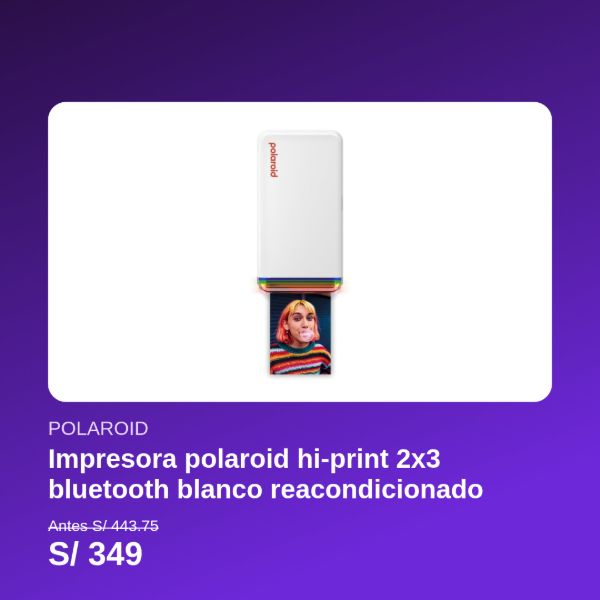 polaroid
POLAROID
Impresora polaroid hi-print 2x3
bluetooth blanco reacondicionado
Antes S/ 443.75
S/ 349